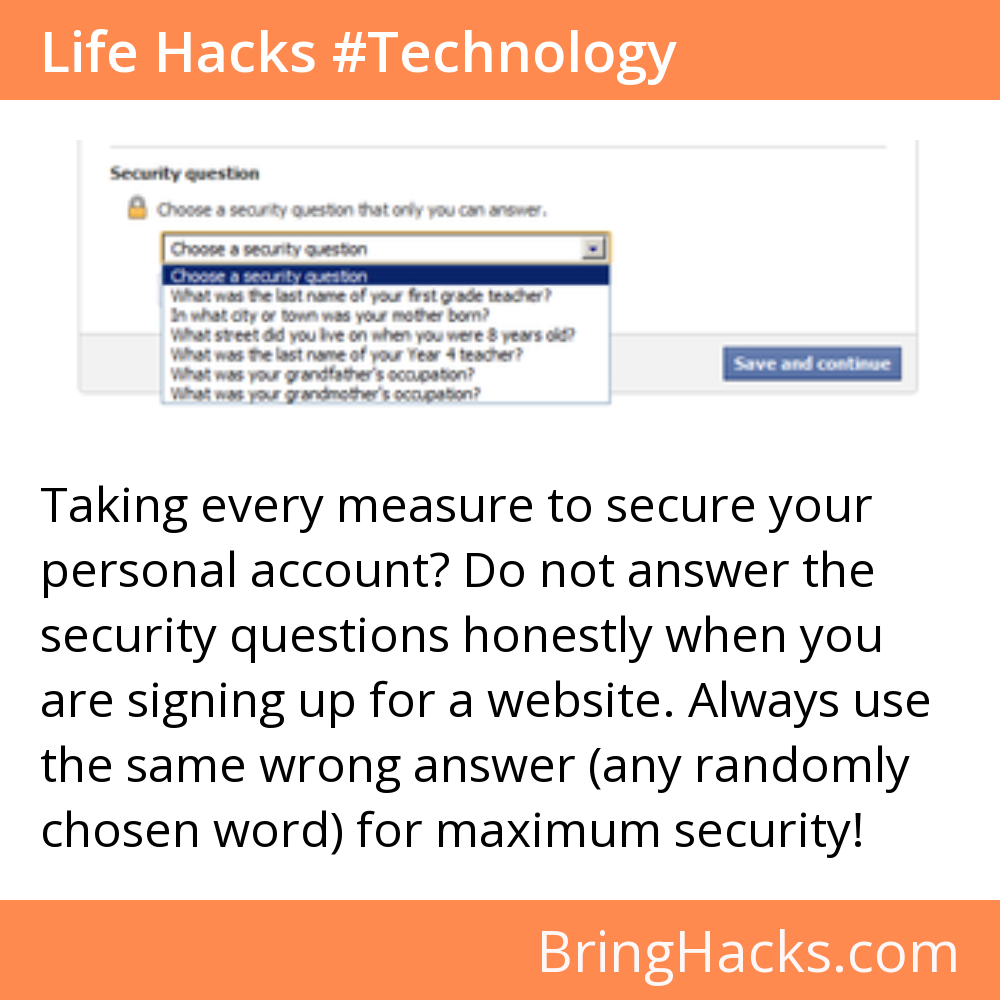 Life Hacks #Technology
Security question
Choose a security question that only you can answer.
Choose a security question
Choose a security question
What was the last name of your first grade teacher?
In what city or town was your mother born?
What street did you live on when you were 8 years old?
What was the last name of your Year 4 teacher?
What was your grandfather's occupation?
What was your grandmother's occupation?
Save and continue
Taking every measure to secure your
personal account? Do not answer the
security questions honestly when you
are signing up for a website. Always use
the same wrong answer (any randomly
chosen word) for maximum security!
BringHacks.com